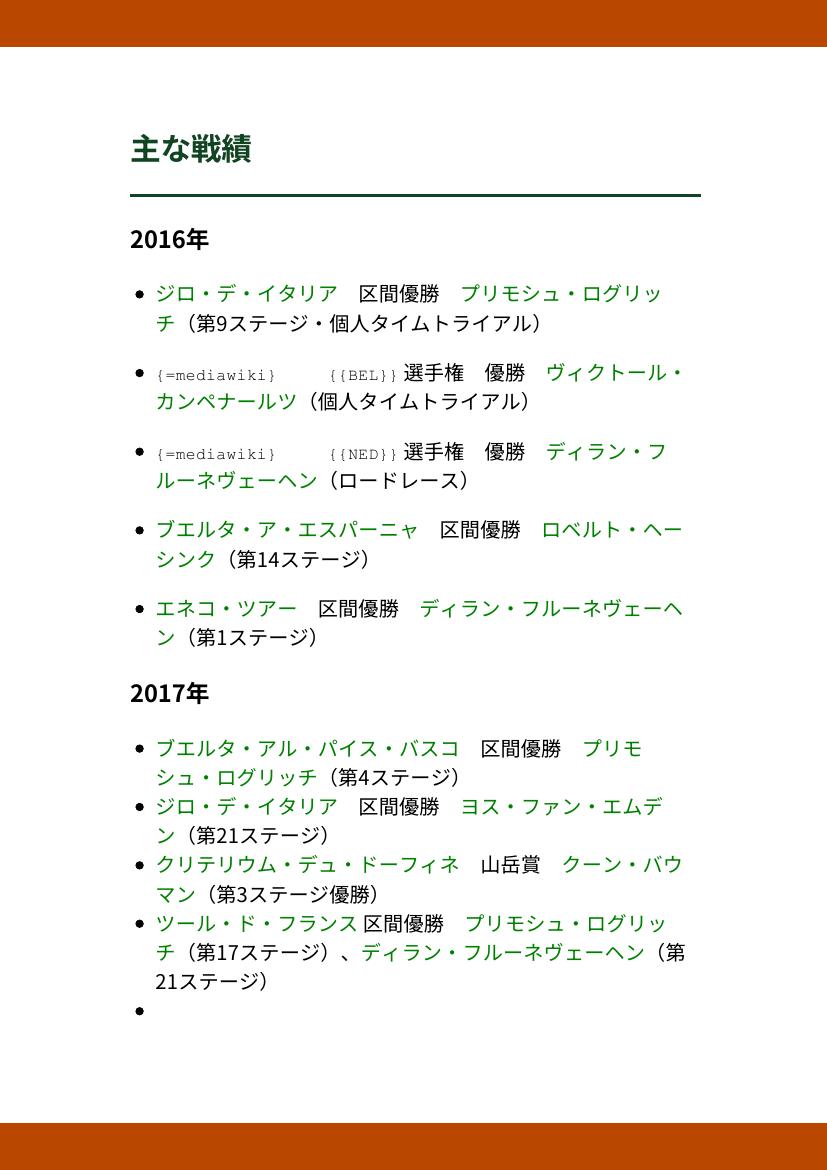 主な戦績
2016年
ジロ・デ・イタリア　区間優勝　プリモシュ・ログリッ
チ（第9ステージ・個人タイムトライアル）
{=mediawiki}　　{{BEL}} 選手権　優勝　ヴィクトール・
カンペナールツ（個人タイムトライアル）
{=mediawiki}　　{{NED}} 選手権　優勝　ディラン・フ
ルーネヴェーヘン（ロードレース）
ブエルタ・ア・エスパーニャ　区間優勝　ロベルト・ヘー
シンク（第14ステージ）
エネコ・ツアー　区間優勝　ディラン・フルーネヴェーヘ
ン（第1ステージ）
2017年
ブエルタ・アル・パイス・バスコ　区間優勝　プリモ
シュ・ログリッチ（第4ステージ）
ジロ・デ・イタリア　区間優勝　ヨス・ファン・エムデ
ン（第21ステージ）
クリテリウム・デュ・ドーフィネ　山岳賞　クーン・バウ
マン（第3ステージ優勝）
ツール・ド・フランス 区間優勝　プリモシュ・ログリッ
チ（第17ステージ）、ディラン・フルーネヴェーヘン（第
21ステージ）